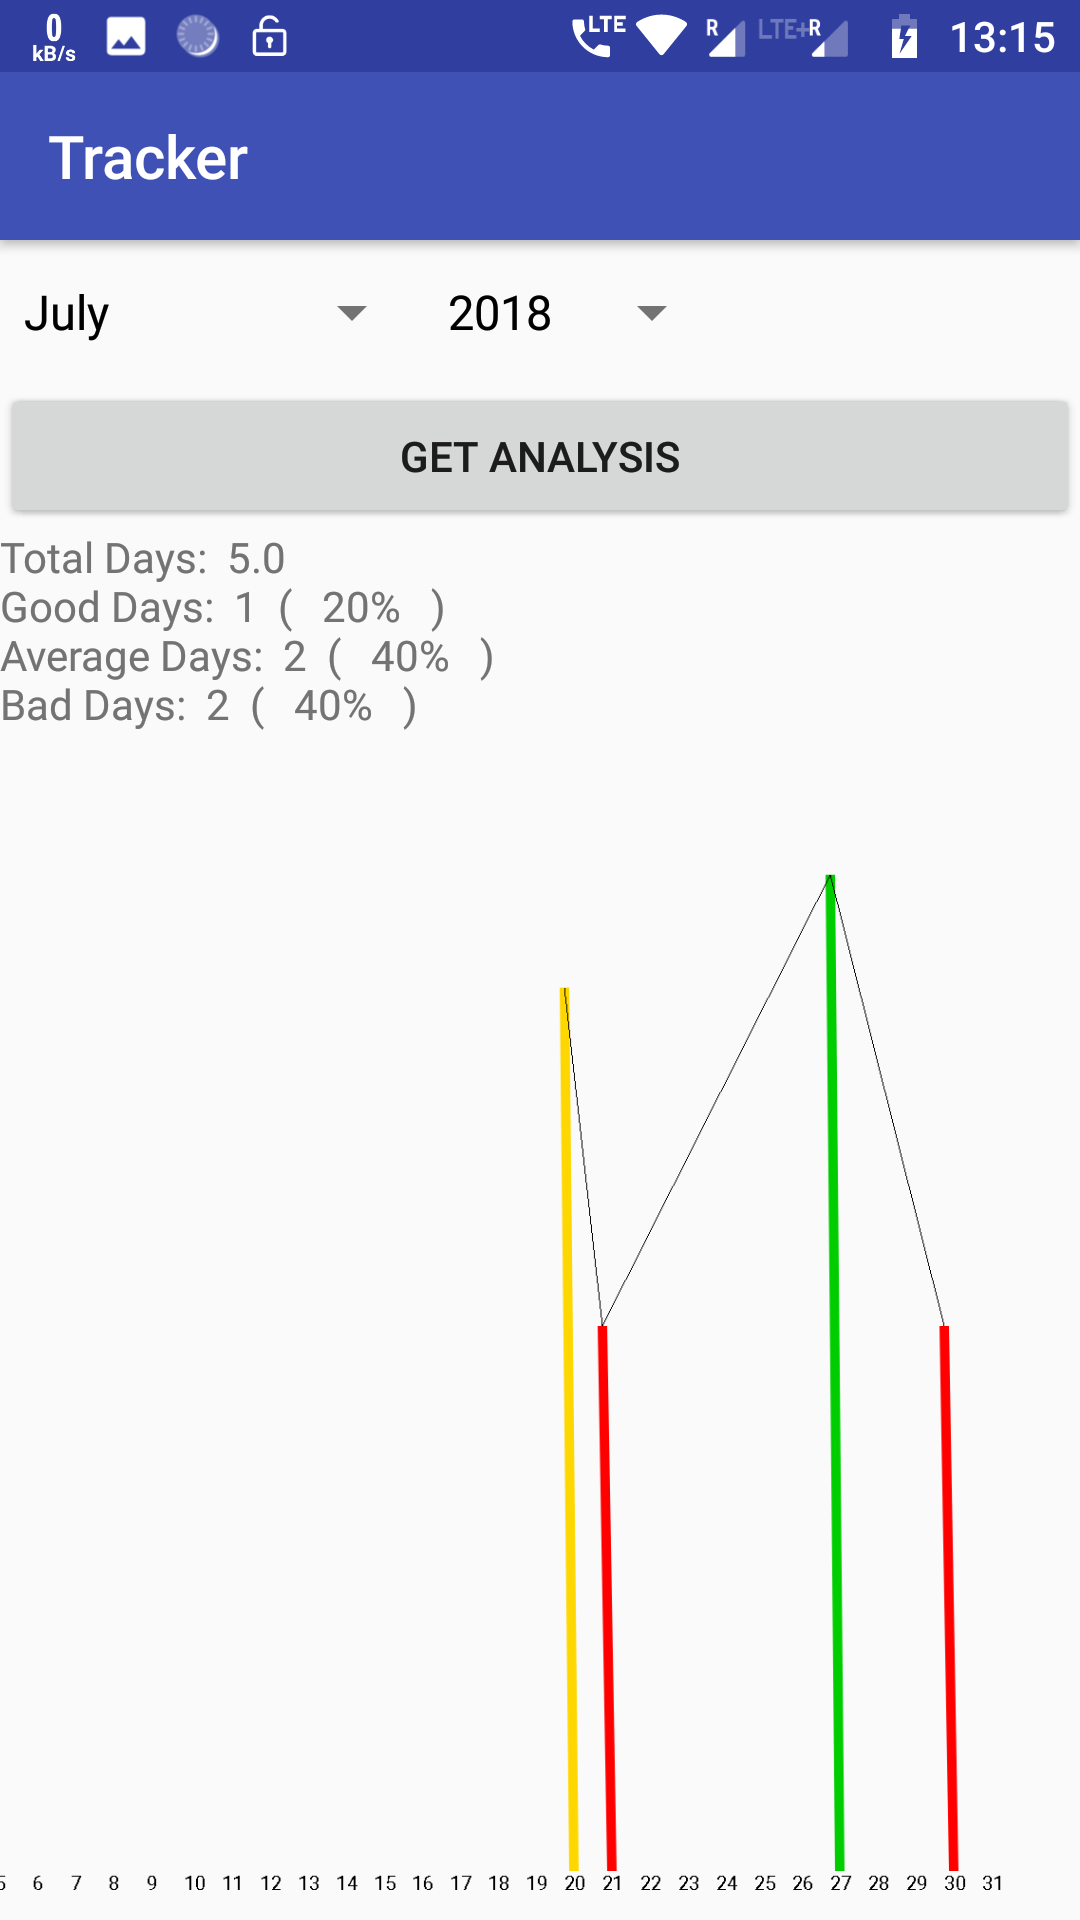 0
kB/s
LTE
R
LTE+R
13:15
Tracker
July
2018
GET ANALYSIS
Total Days: 5.0
Good Days: 1 ( 20% )
Average Days: 2 ( 40% )
Bad Days: 2 ( 40% )
6 7 8 9 10 11 12 13 14 15 16 17 18 19 20 21 22 23 24 25 26 27 28 29 30 31